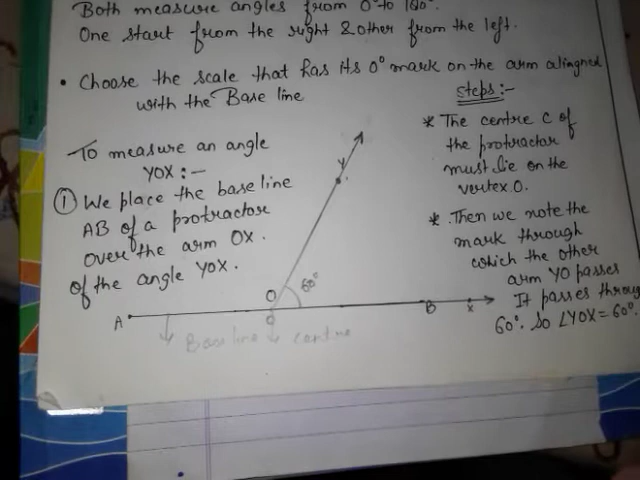 Both measure angles from 0° to 180°.
One start from the right & other from the left.
• Choose the scale that has its 0° mark on the arm alingned
with the Base line
To measure an angle
YOX :-
① We place the base line
AB of a protractor
over the arm OX.
of the angle YOX.
steps :-
* The centre C of
the protractor
must lie on the
vertex O.
* Then we note the
mark through
which the other
arm YO passes
It passes throug
60°. So ∠YOX = 60°.
Y
60°
O
A
B
X
C
Base line
centre